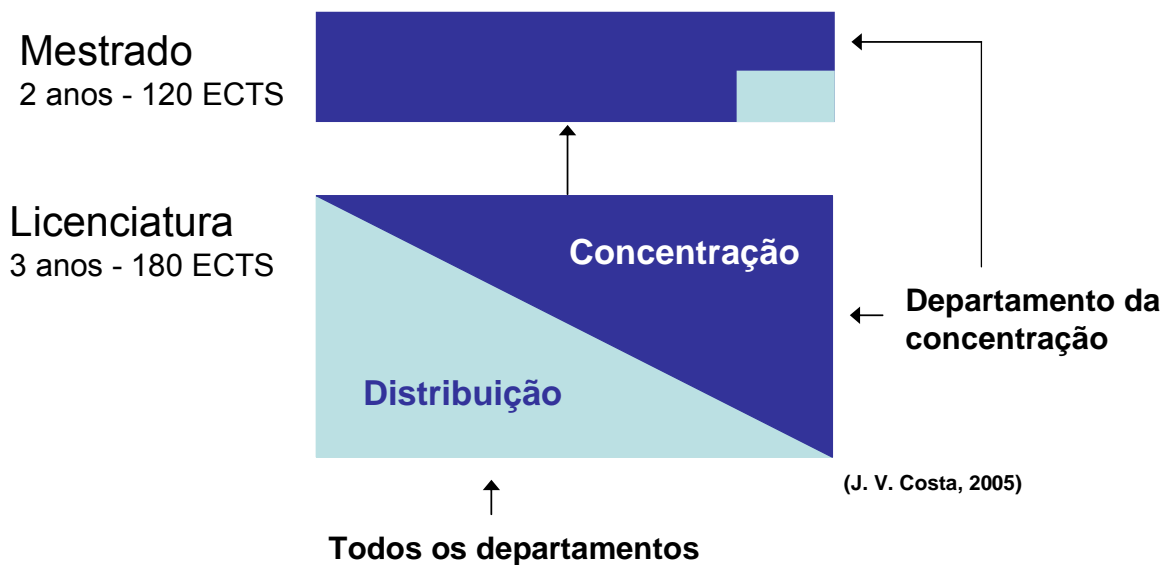 Mestrado
2 anos - 120 ECTS
Licenciatura
3 anos - 180 ECTS
Concentração
Distribuição
Departamento da
concentração
(J. V. Costa, 2005)
Todos os departamentos